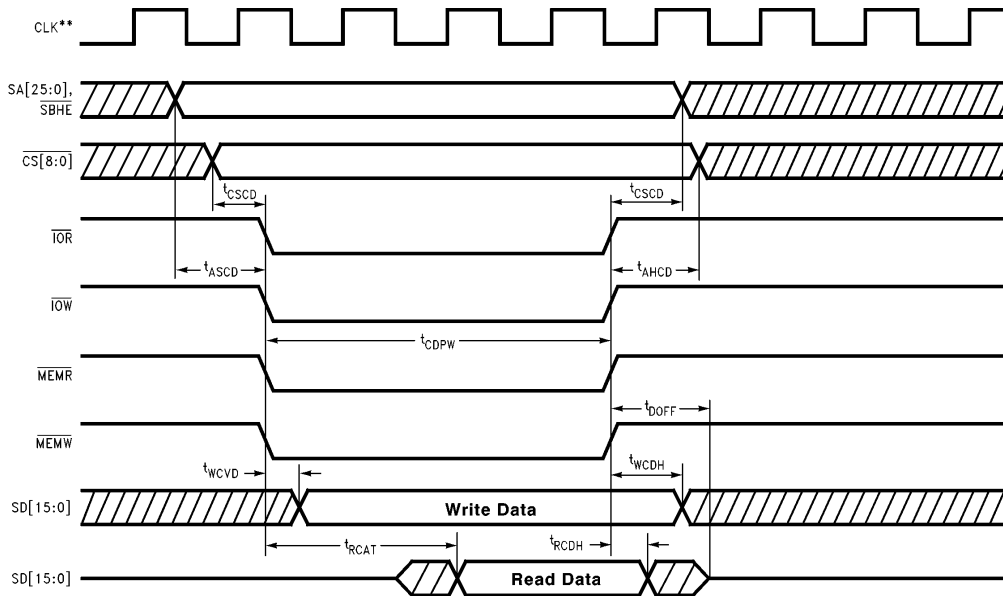 CLK**
SA[25:0],
SBHE
CS[8:0]
tCSCD
tCSCD
IOR
tASCD
tAHCD
IOW
tCDPW
MEMR
tDOFF
MEMW
tWCVD
tWCDH
SD[15:0]
Write Data
tRCAT
tRCDH
SD[15:0]
Read Data